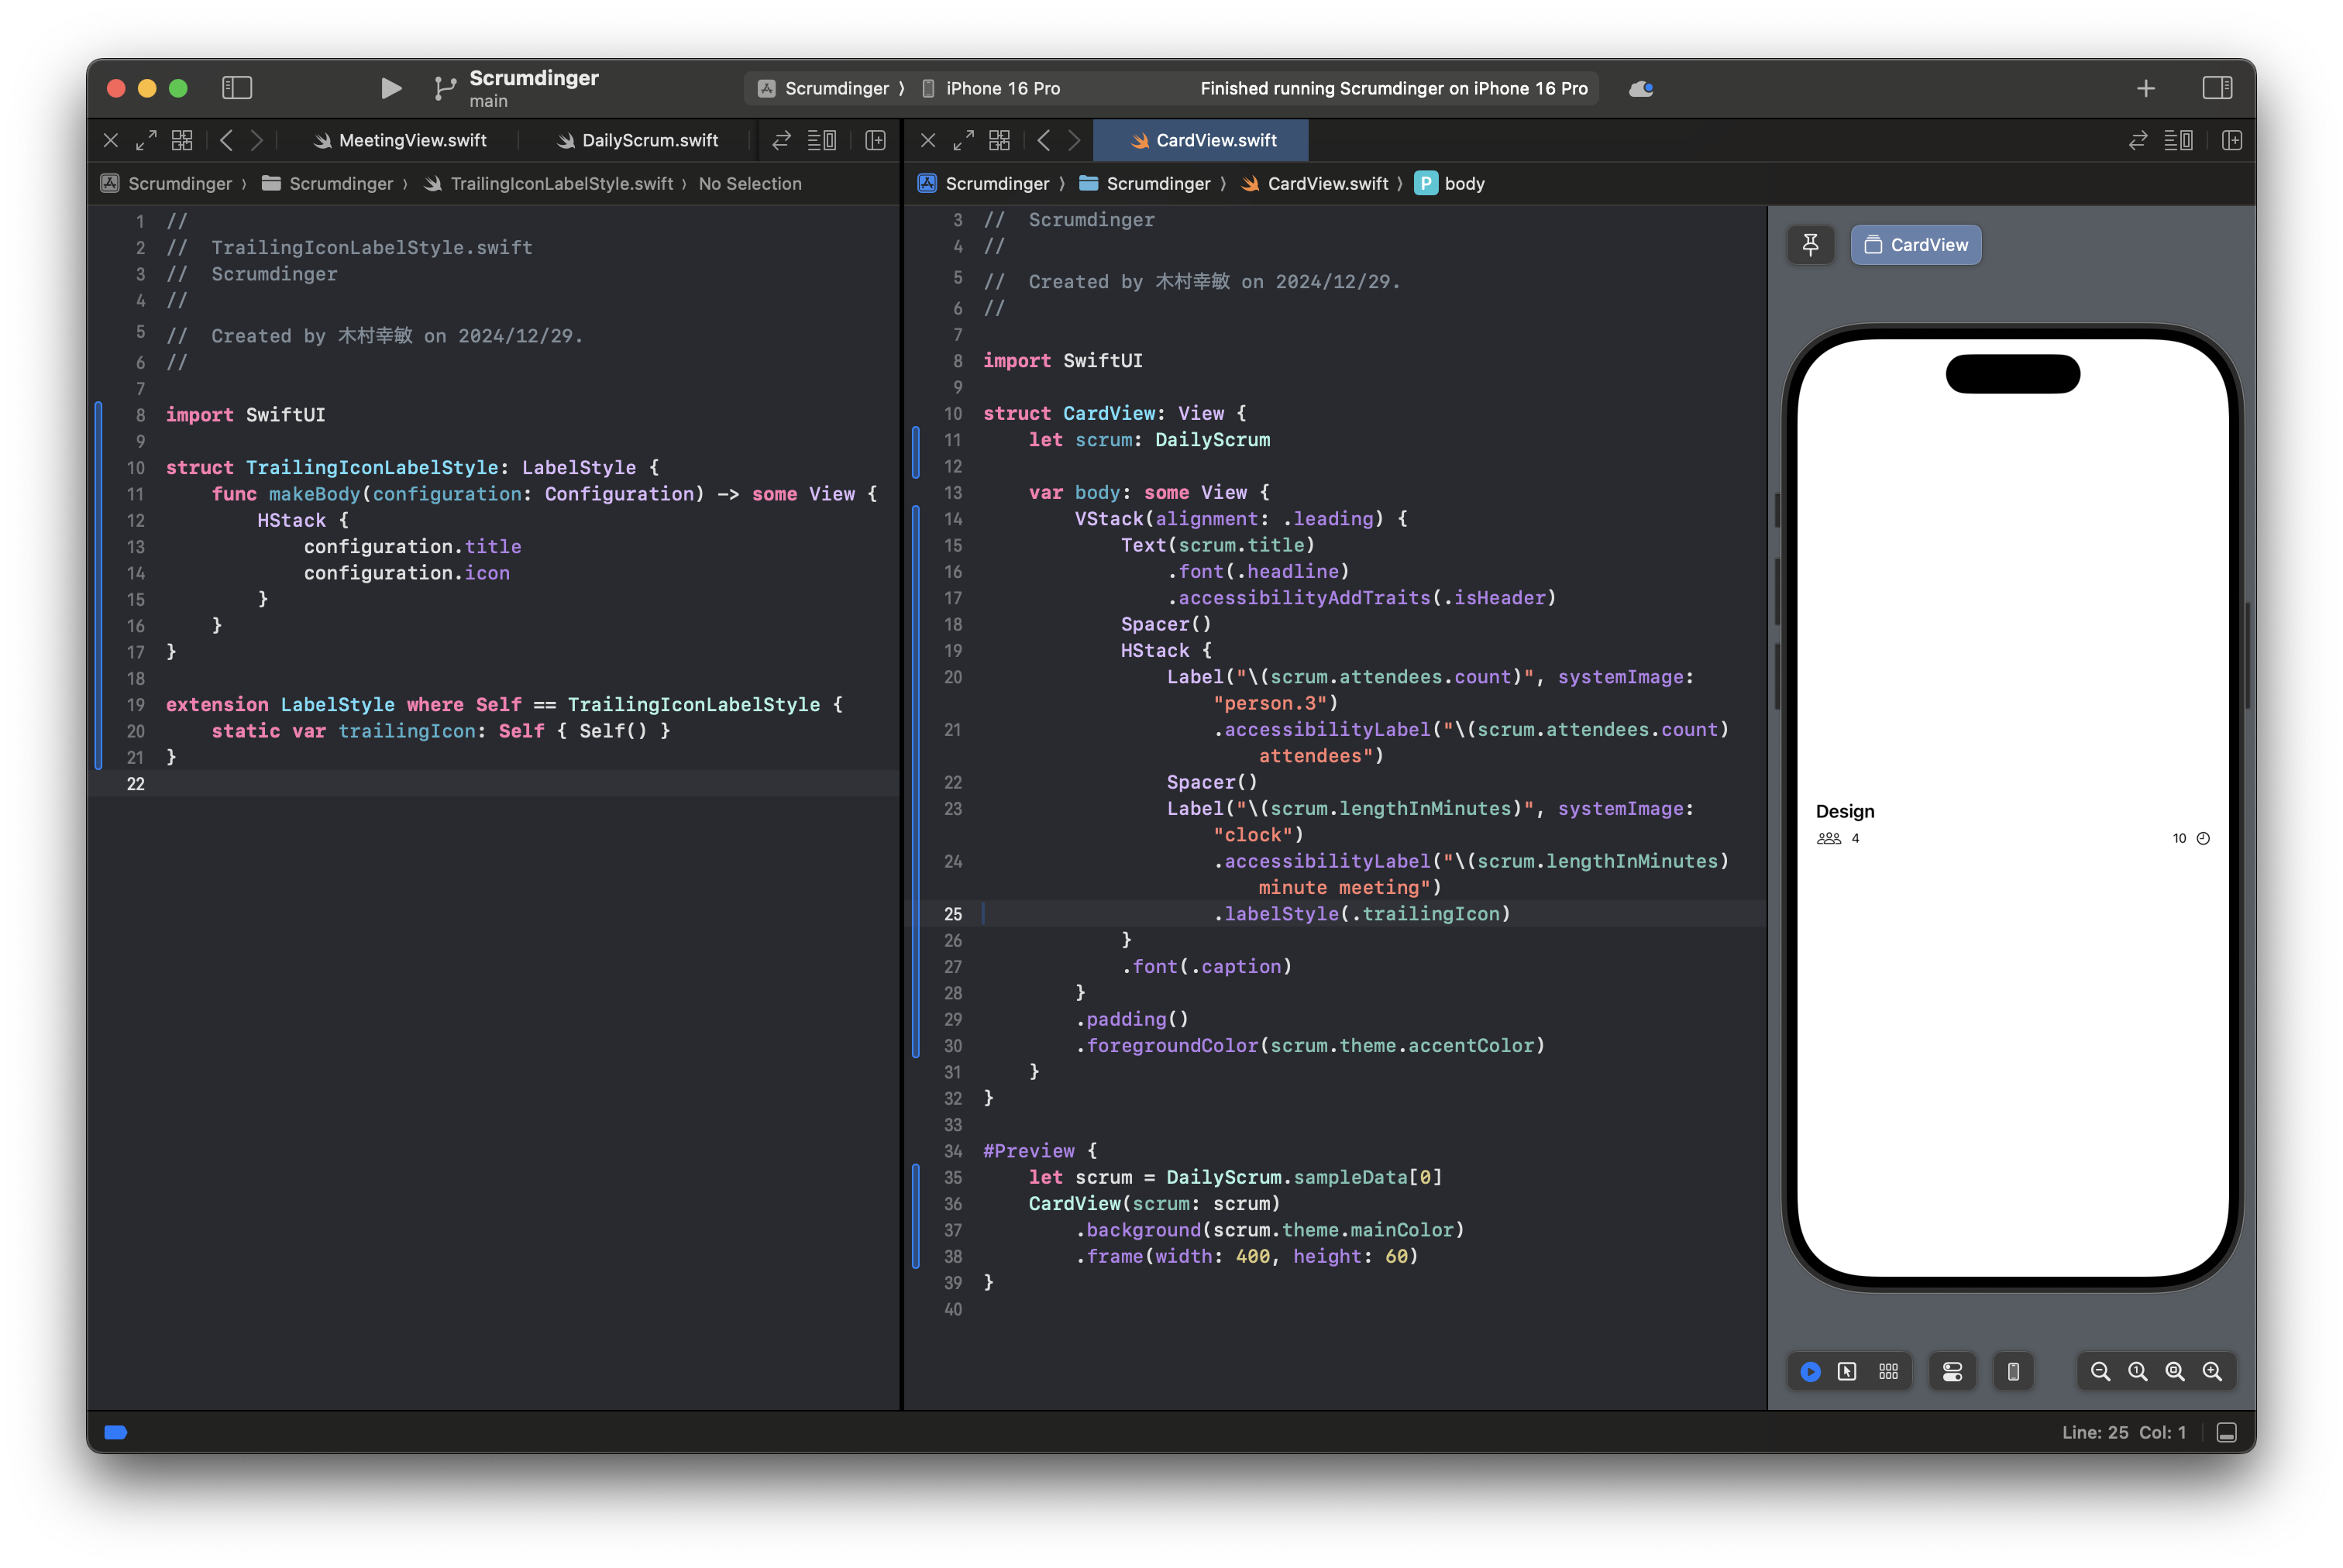 Scrumdinger
main
Scrumdinger 〉 iPhone 16 Pro
Finished running Scrumdinger on iPhone 16 Pro
MeetingView.swift
DailyScrum.swift
Scrumdinger 〉 Scrumdinger 〉 TrailingIconLabelStyle.swift 〉 No Selection
1 //
2 //  TrailingIconLabelStyle.swift
3 //  Scrumdinger
4 //
5 //  Created by 木村幸敏 on 2024/12/29.
6 //
7
8 import SwiftUI
9
10 struct TrailingIconLabelStyle: LabelStyle {
11     func makeBody(configuration: Configuration) -> some View {
12         HStack {
13             configuration.title
14             configuration.icon
15         }
16     }
17 }
18
19 extension LabelStyle where Self == TrailingIconLabelStyle {
20     static var trailingIcon: Self { Self() }
21 }
22
CardView.swift
Scrumdinger 〉 Scrumdinger 〉 CardView.swift 〉 P body
3 //  Scrumdinger
4 //
5 //  Created by 木村幸敏 on 2024/12/29.
6 //
7
8 import SwiftUI
9
10 struct CardView: View {
11     let scrum: DailyScrum
12
13     var body: some View {
14         VStack(alignment: .leading) {
15             Text(scrum.title)
16                 .font(.headline)
17                 .accessibilityAddTraits(.isHeader)
18             Spacer()
19             HStack {
20                 Label("\(scrum.attendees.count)", systemImage:
"person.3")
21                     .accessibilityLabel("\(scrum.attendees.count)
attendees")
22                 Spacer()
23                 Label("\(scrum.lengthInMinutes)", systemImage:
"clock")
24                     .accessibilityLabel("\(scrum.lengthInMinutes)
minute meeting")
25                     .labelStyle(.trailingIcon)
26             }
27             .font(.caption)
28         }
29         .padding()
30         .foregroundColor(scrum.theme.accentColor)
31     }
32 }
33
34 #Preview {
35     let scrum = DailyScrum.sampleData[0]
36     CardView(scrum: scrum)
37         .background(scrum.theme.mainColor)
38         .frame(width: 400, height: 60)
39 }
40
CardView
Design
4
10
Line: 25 Col: 1